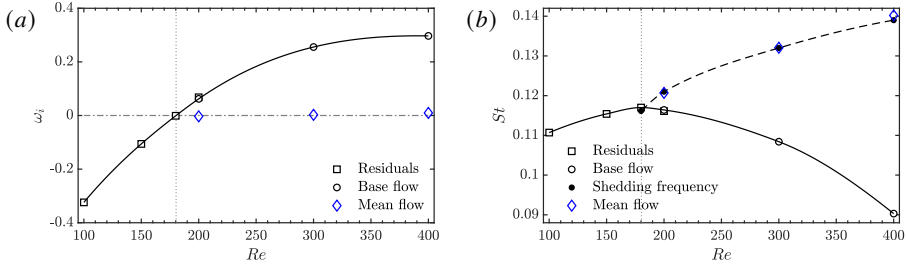 (a)
0.4
0.2
0
-0.2
-0.4
ω_i
100 150 200 250 300 350 400
Re
Residuals
Base flow
Mean flow
(b)
0.14
0.13
0.12
0.11
0.1
0.09
St
100 150 200 250 300 350 400
Re
Residuals
Base flow
Shedding frequency
Mean flow